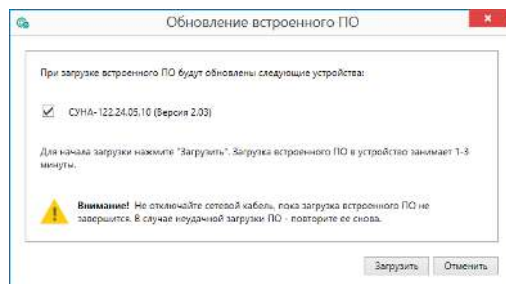 Обновление встроенного ПО
При загрузке встроенного ПО будут обновлены следующие устройства:
СУНА-122.24.05.10 (Версия 2.03)
Для начала загрузки нажмите "Загрузить". Загрузка встроенного ПО в устройство занимает 1-3
минуты.
Внимание! Не отключайте сетевой кабель, пока загрузка встроенного ПО не
завершится. В случае неудачной загрузки ПО - повторите ее снова.
Загрузить Отменить